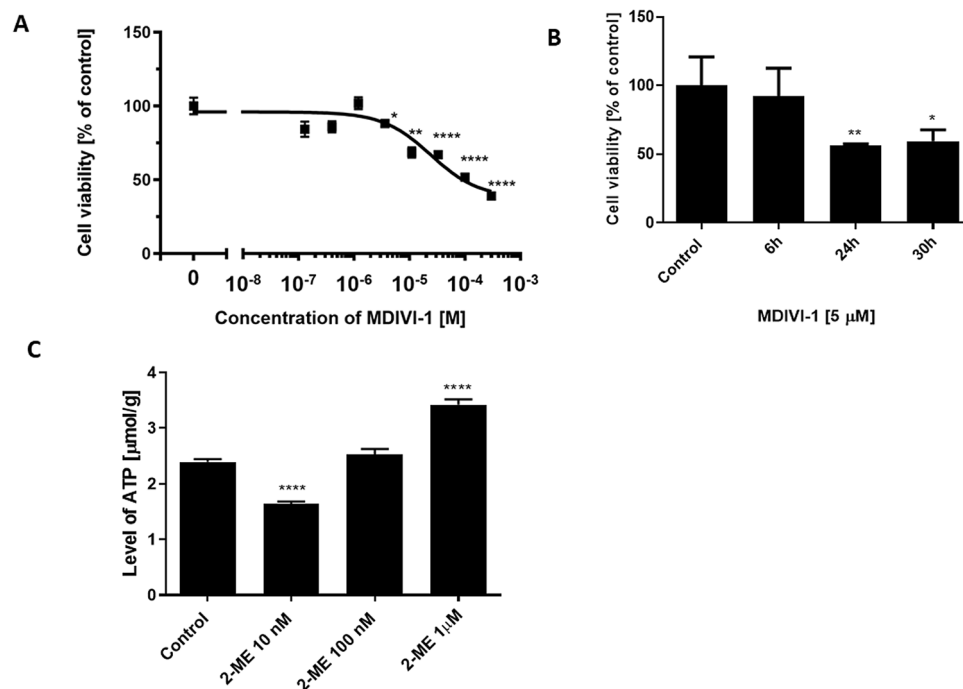 A
Cell viability [% of control]
150
100
50
0
*
**
****
****
****
0
10-8
10-7
10-6
10-5
10-4
10-3
Concentration of MDIVI-1 [M]
B
Cell viability [% of control]
150
100
50
0
**
*
Control
6h
24h
30h
MDIVI-1 [5 μM]
C
Level of ATP [μmol/g]
4
3
2
1
0
****
****
Control
2-ME 10 nM
2-ME 100 nM
2-ME 1μM